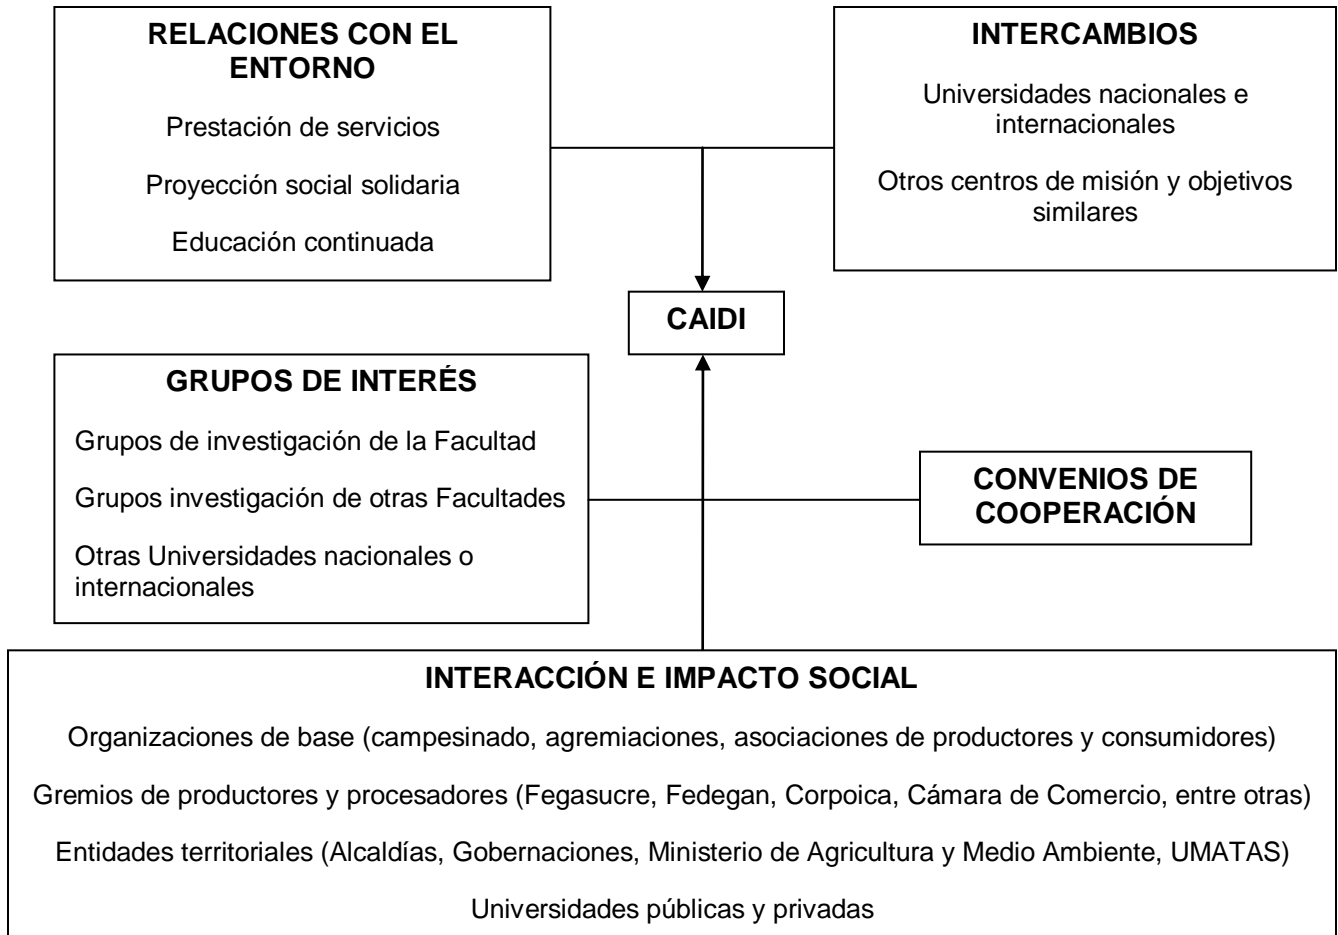 RELACIONES CON EL
ENTORNO
Prestación de servicios
Proyección social solidaria
Educación continuada
INTERCAMBIOS
Universidades nacionales e
internacionales
Otros centros de misión y objetivos
similares
CAIDI
GRUPOS DE INTERÉS
Grupos de investigación de la Facultad
Grupos investigación de otras Facultades
Otras Universidades nacionales o
internacionales
CONVENIOS DE
COOPERACIÓN
INTERACCIÓN E IMPACTO SOCIAL
Organizaciones de base (campesinado, agremiaciones, asociaciones de productores y consumidores)
Gremios de productores y procesadores (Fegasucre, Fedegan, Corpoica, Cámara de Comercio, entre otras)
Entidades territoriales (Alcaldías, Gobernaciones, Ministerio de Agricultura y Medio Ambiente, UMATAS)
Universidades públicas y privadas